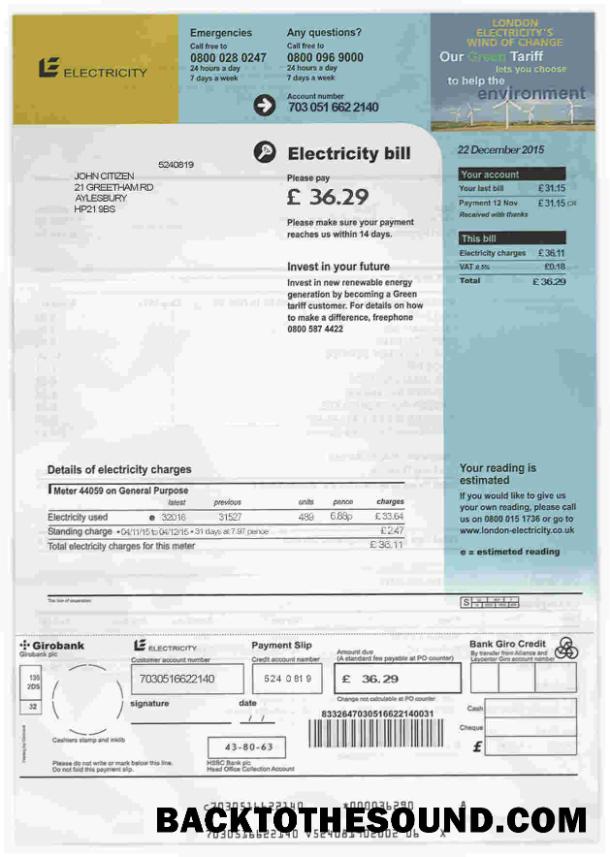 LE ELECTRICITY
Emergencies
Call free to
0800 028 0247
24 hours a day
7 days a week
Any questions?
Call free to
0800 096 9000
24 hours a day
7 days a week
Account number
703 051 662 2140
LONDON
ELECTRICITY'S
WIND OF CHANGE
Our Green Tariff
lets you choose
to help the
environment
5240819
JOHN CITIZEN
21 GREETHAM RD
AYLESBURY
HP21 9BS
Electricity bill
Please pay
£ 36.29
Please make sure your payment
reaches us within 14 days.
Invest in your future
Invest in new renewable energy
generation by becoming a Green
tariff customer. For details on how
to make a difference, freephone
0800 587 4422
22 December 2015
Your account
Your last bill £31.15
Payment 12 Nov £31.15 CR
Received with thanks
This bill
Electricity charges £36.11
VAT @ 5% £0.18
Total £36.29
Details of electricity charges
Meter 44059 on General Purpose
latest previous units pence charges
Electricity used e 32016 31527 489 6.88p £33.64
Standing charge • 04/11/15 to 04/12/15 • 31 days at 7.97 pence £2.47
Total electricity charges for this meter £36.11
Your reading is
estimated
If you would like to give us
your own reading, please call
us on 0800 015 1736 or go to
www.london-electricity.co.uk
e = estimeted reading
Girobank
Girobank plc
LE ELECTRICITY
Payment Slip
Customer account number
Credit account number
Amount due
(A standard fee payable at PO counter)
Bank Giro Credit
By transfer from Alliance and
Leycenter Giro account number
135
2DS
32
7030516622140
624 0819
£ 36.29
Change not calculable at PO counter
signature
date
/ /
8332647030516622140031
Cash
Cheque
£
Cashiers stamp and initils
43-80-63
Please do not write or mark below this line.
Do not fold this payment slip.
HSBC Bank plc
Head Office Collection Account
BACKTOTHESOUND.COM